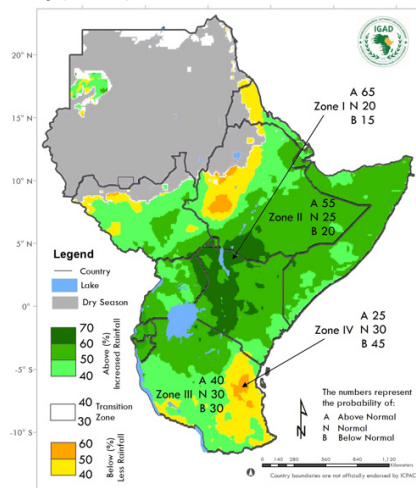 IGAD
20° N
15° N
10° N
5° N
0°
-5° S
-10° S
A 65
Zone I N 20
B 15
A 55
Zone II N 25
B 20
A 25
Zone IV N 30
B 45
A 40
Zone III N 30
B 30
Legend
Country
Lake
Dry Season
70
60
50
40
Above (%)
Increased Rainfall
40
30
Transition
Zone
60
50
40
Below (%)
Less Rainfall
The numbers represent
the probability of:
A Above Normal
N Normal
B Below Normal
N
0 140 280 560 840 1,120
Kilometers
Country boundaries are not officially endorsed by ICPAC